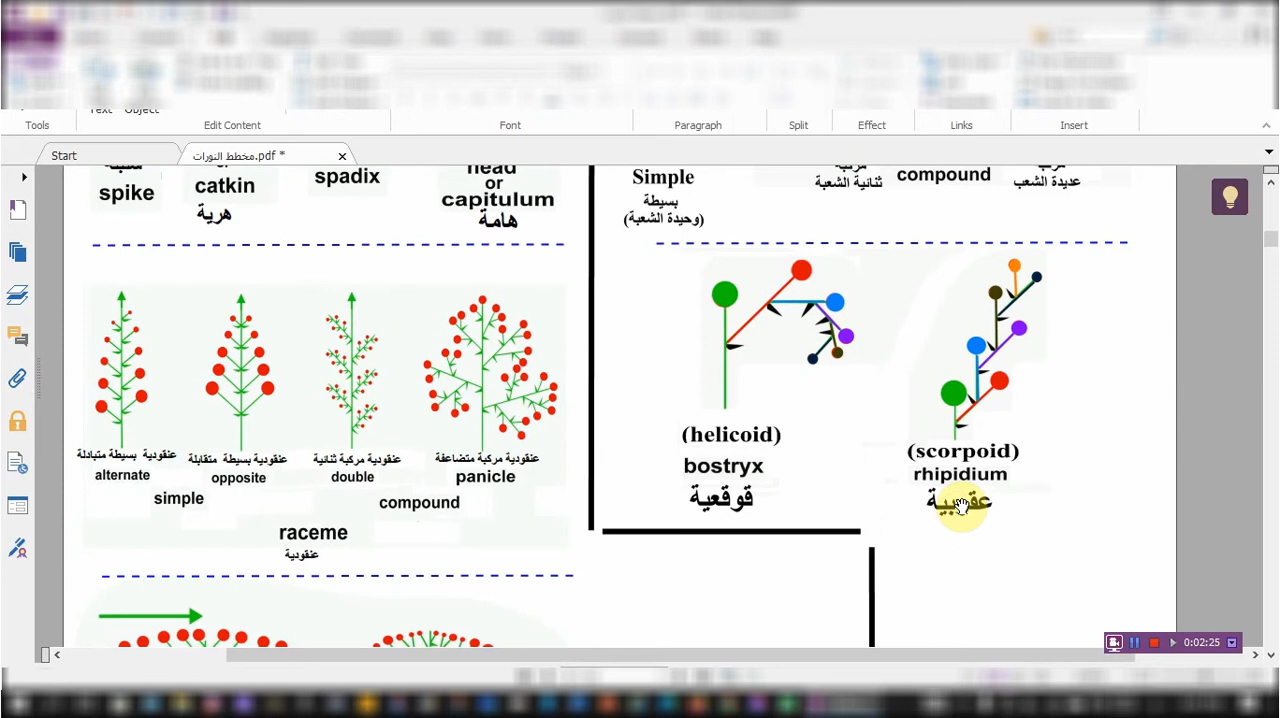 Object
Tools
Edit Content
Font
Paragraph
Split
Effect
Links
Insert
Start
مخطط النورات.pdf *
spike
catkin
هرية
spadix
head
or
capitulum
هامة
Simple
بسيطة
(وحيدة الشعبة)
ثنائية الشعبة
compound
عديدة الشعب
عنقودية بسيطة متبادلة
alternate
عنقودية بسيطة متقابلة
opposite
simple
عنقودية مركبة ثنائية
double
عنقودية مركبة متضاعفة
panicle
compound
raceme
عنقودية
(helicoid)
bostryx
قوقعية
(scorpoid)
rhipidium
عقربية
0:02:25